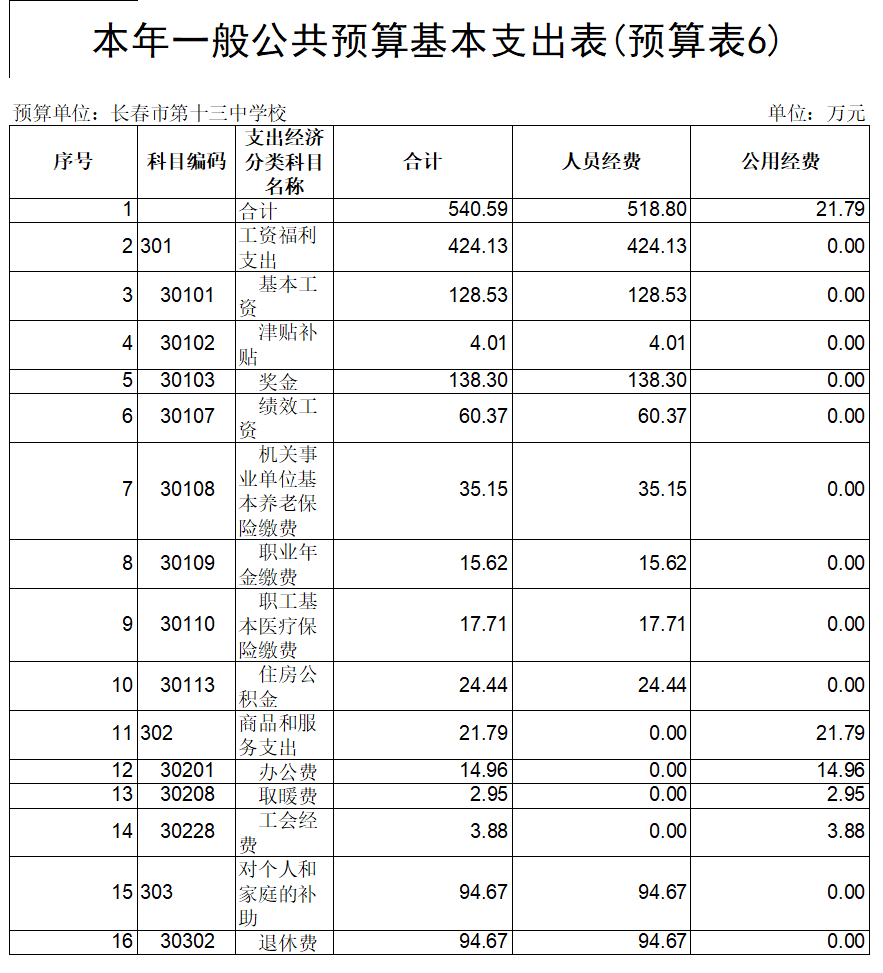 本年一般公共预算基本支出表(预算表6)
预算单位：长春市第十三中学校 单位：万元
序号 科目编码 支出经济分类科目名称 合计 人员经费 公用经费
1 合计 540.59 518.80 21.79
2 301 工资福利支出 424.13 424.13 0.00
3 30101 基本工资 128.53 128.53 0.00
4 30102 津贴补贴 4.01 4.01 0.00
5 30103 奖金 138.30 138.30 0.00
6 30107 绩效工资 60.37 60.37 0.00
7 30108 机关事业单位基本养老保险缴费 35.15 35.15 0.00
8 30109 职业年金缴费 15.62 15.62 0.00
9 30110 职工基本医疗保险缴费 17.71 17.71 0.00
10 30113 住房公积金 24.44 24.44 0.00
11 302 商品和服务支出 21.79 0.00 21.79
12 30201 办公费 14.96 0.00 14.96
13 30208 取暖费 2.95 0.00 2.95
14 30228 工会经费 3.88 0.00 3.88
15 303 对个人和家庭的补助 94.67 94.67 0.00
16 30302 退休费 94.67 94.67 0.00